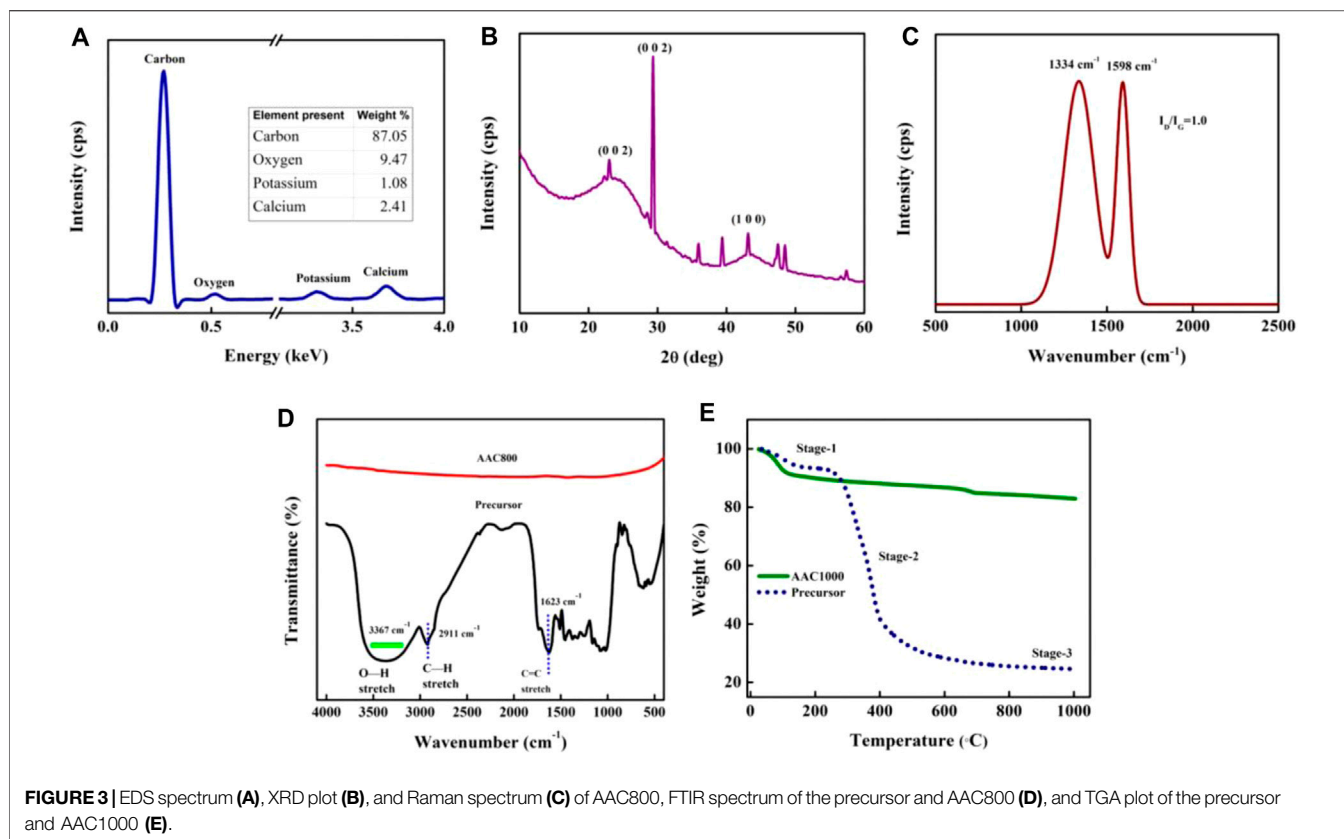 A
Carbon
Element present Weight %
Carbon 87.05
Oxygen 9.47
Potassium 1.08
Calcium 2.41
Oxygen
Potassium
Calcium
Intensity (cps)
0.0 0.5 3.5 4.0
Energy (keV)
B
(0 0 2)
(0 0 2)
(1 0 0)
Intensity (cps)
10 20 30 40 50 60
2θ (deg)
C
1334 cm⁻¹ 1598 cm⁻¹
I_D/I_G=1.0
Intensity (cps)
500 1000 1500 2000 2500
Wavenumber (cm⁻¹)
D
AAC800
Precursor
3367 cm⁻¹
2911 cm⁻¹
1623 cm⁻¹
O—H
stretch
C—H
stretch
C=C
stretch
Transmittance (%)
4000 3500 3000 2500 2000 1500 1000 500
Wavenumber (cm⁻¹)
E
Stage-1
Stage-2
Stage-3
AAC1000
Precursor
Weight (%)
100
80
60
40
20
0 200 400 600 800 1000
Temperature (◦C)
FIGURE 3 | EDS spectrum (A), XRD plot (B), and Raman spectrum (C) of AAC800, FTIR spectrum of the precursor and AAC800 (D), and TGA plot of the precursor
and AAC1000 (E).